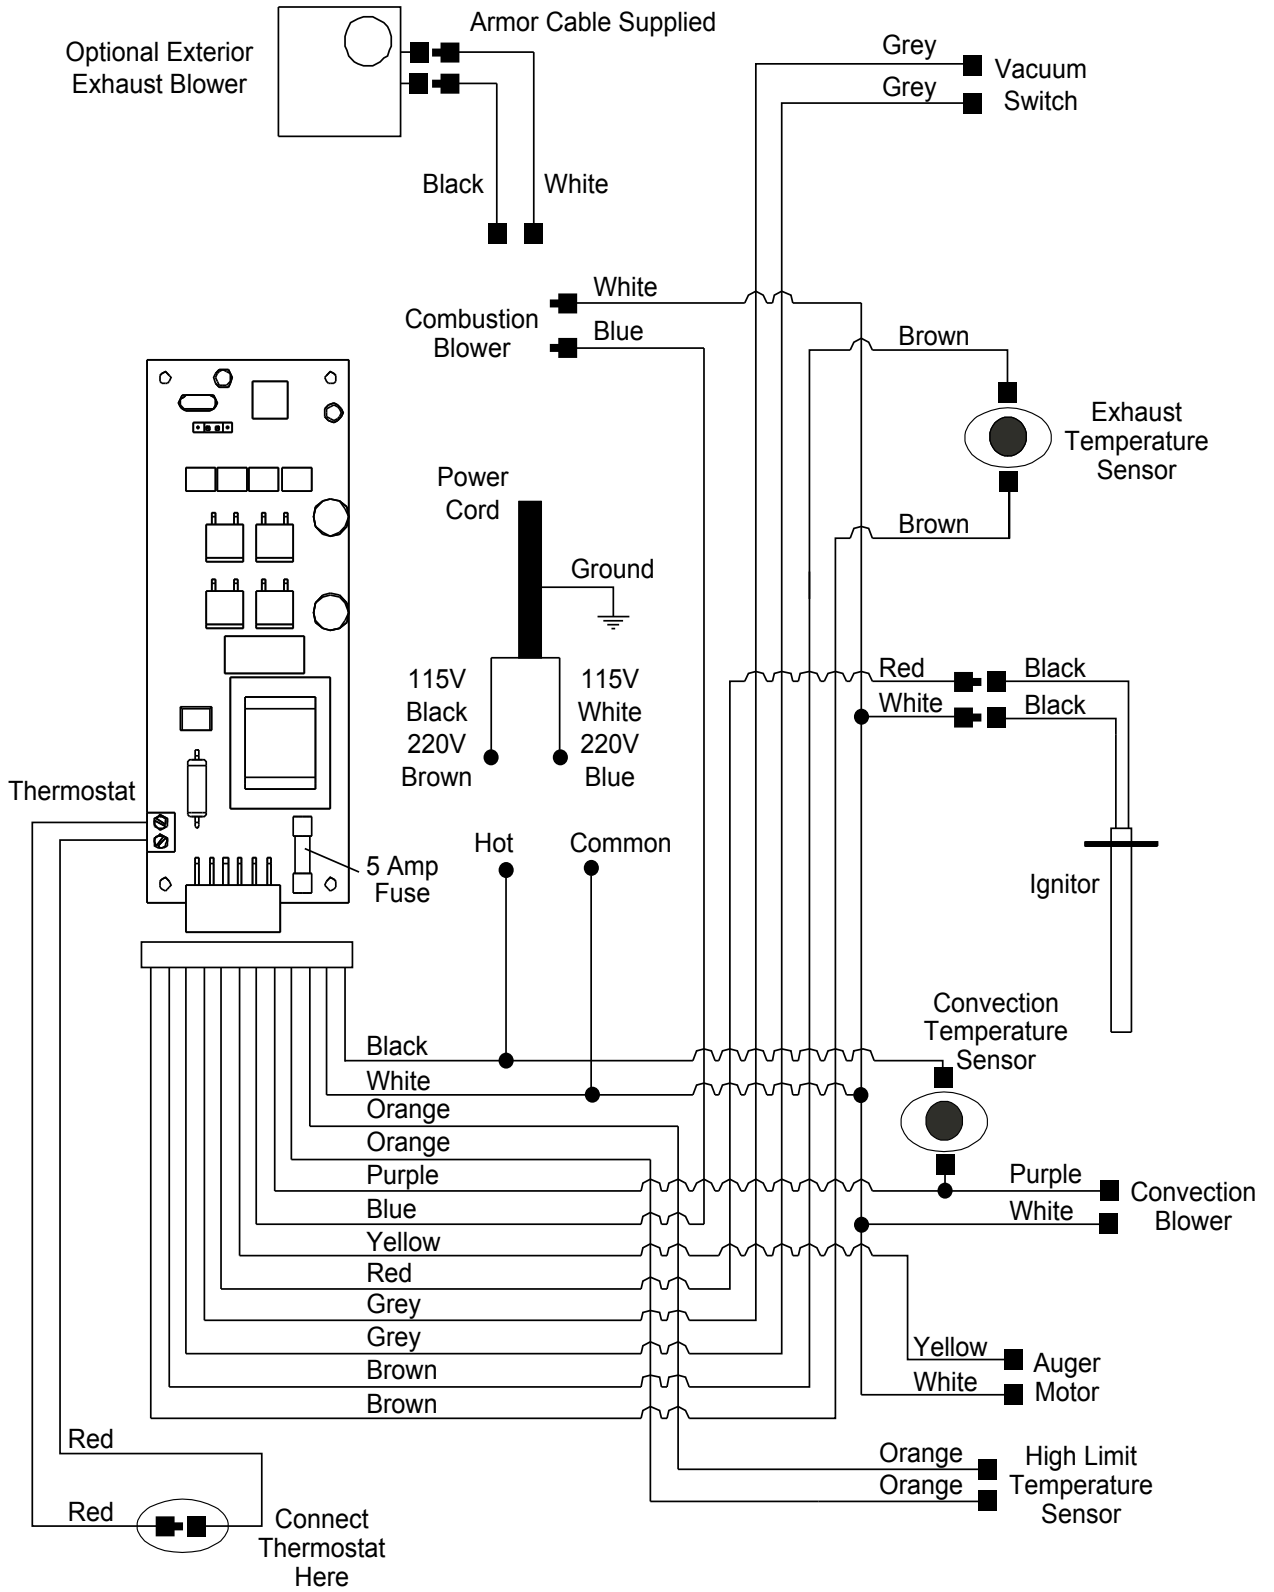 Armor Cable Supplied
Optional Exterior
Exhaust Blower
Black
White
Grey
Grey
Vacuum
Switch
White
Combustion
Blower
Blue
Brown
Exhaust
Temperature
Sensor
Brown
Power
Cord
Ground
115V
Black
220V
Brown
115V
White
220V
Blue
Red
White
Black
Black
Ignitor
Thermostat
5 Amp
Fuse
Hot
Common
Convection
Temperature
Sensor
Black
White
Orange
Orange
Purple
Blue
Yellow
Red
Grey
Grey
Brown
Brown
Purple
White
Convection
Blower
Yellow
White
Auger
Motor
Orange
Orange
High Limit
Temperature
Sensor
Red
Red
Connect
Thermostat
Here